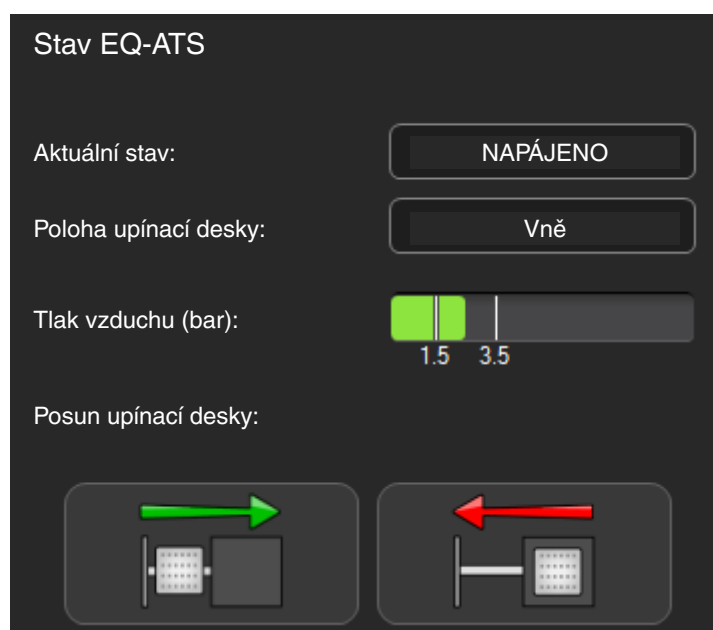 Stav EQ-ATS
Aktuální stav: NAPÁJENO
Poloha upínací desky: Vně
Tlak vzduchu (bar):
1.5 3.5
Posun upínací desky: